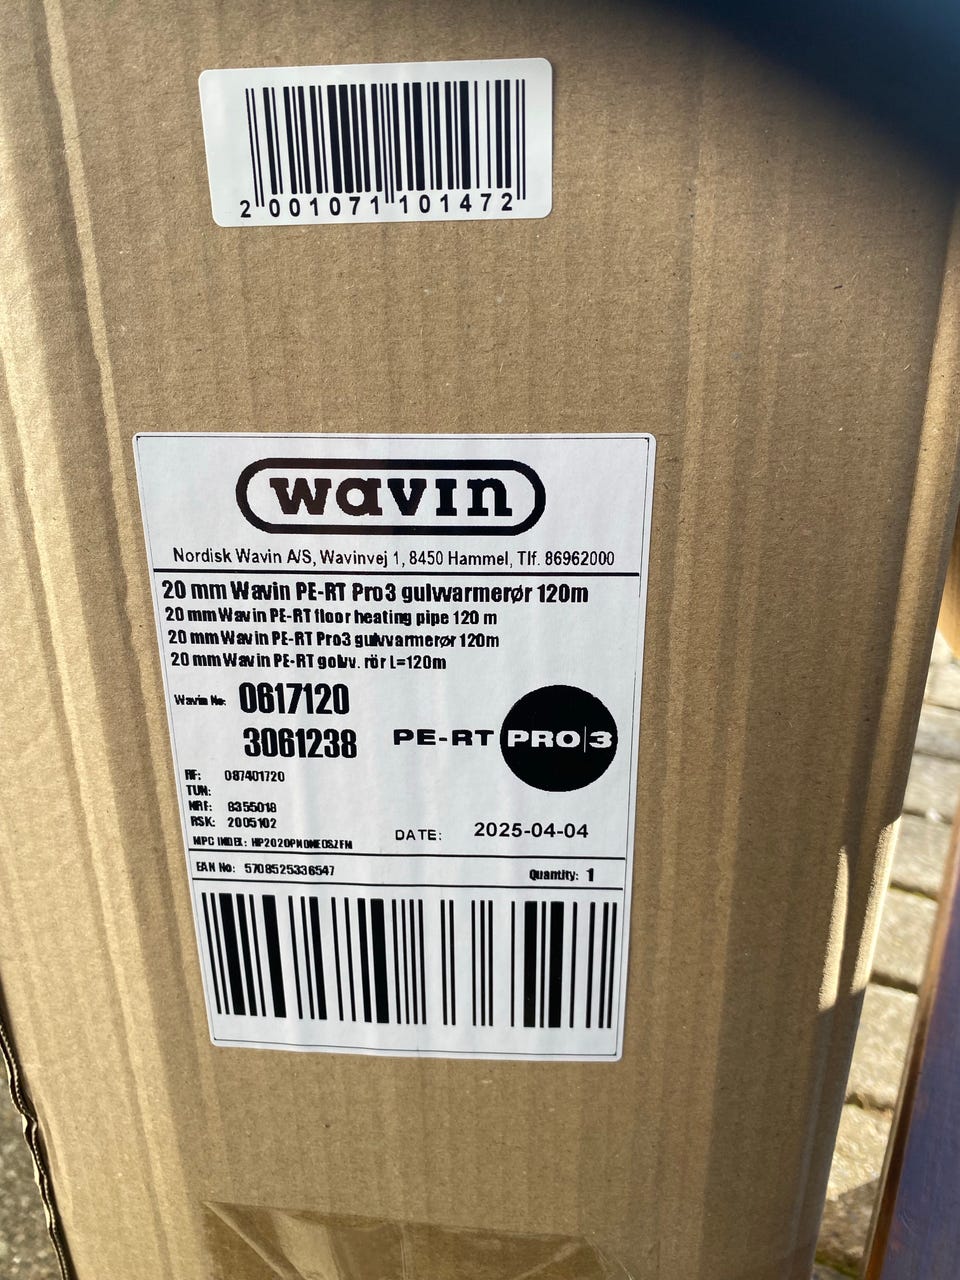 2 001071 101472
wavin
Nordisk Wavin A/S, Wavinvej 1, 8450 Hammel, Tlf. 86962000
20 mm Wavin PE-RT Pro3 gulvvarmerør 120m
20 mm Wavin PE-RT floor heating pipe 120 m
20 mm Wavin PE-RT Pro3 gulvvarmerør 120m
20 mm Wavin PE-RT golvv. rör L=120m
Wavin No: 0617120
3061238
PE-RT PRO|3
RF: 087401720
TUN:
NRF: 8355018
RSK: 2005102
DATE: 2025-04-04
MPC INDEX:
EAN No: 5708525336547 Quantity: 1